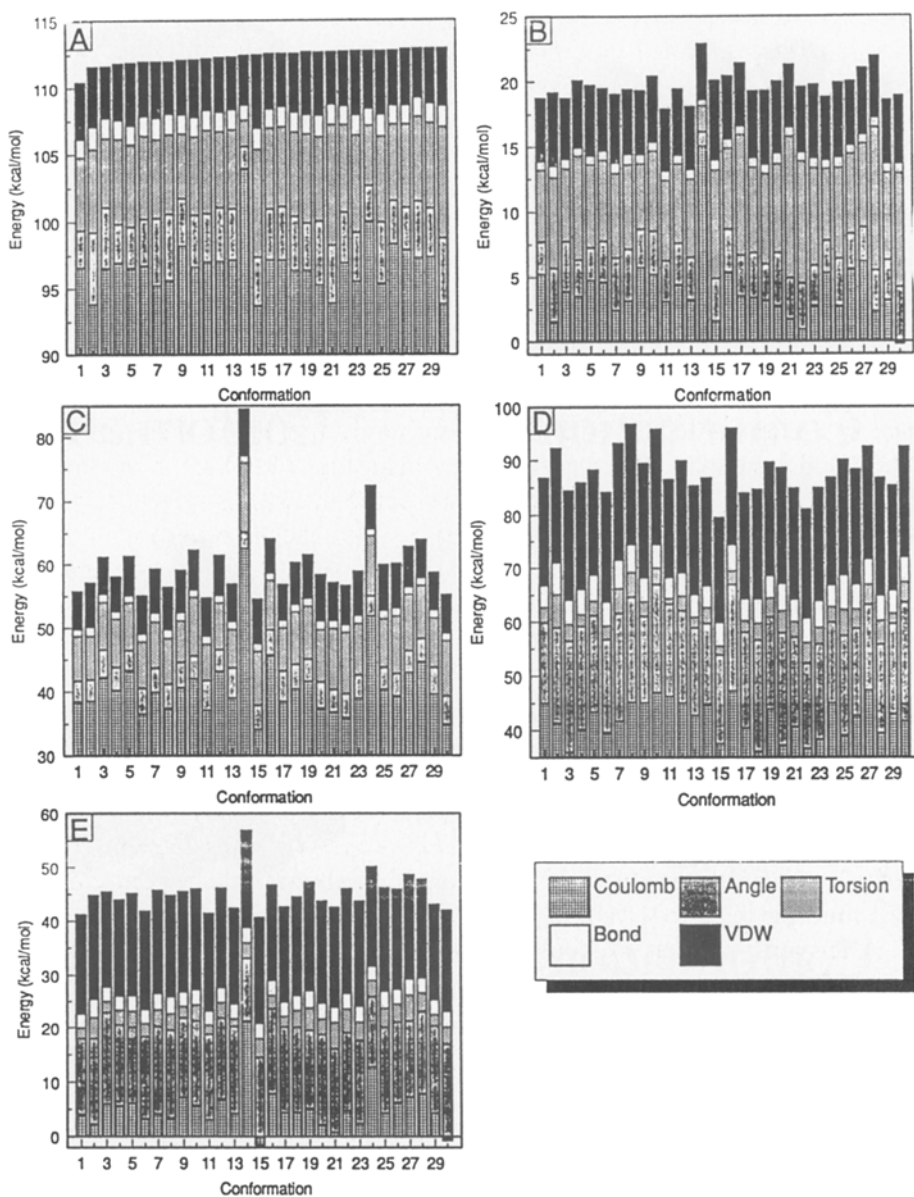 A
Energy (kcal/mol)
115
110
105
100
95
90
1 3 5 7 9 11 13 15 17 19 21 23 25 27 29
Conformation
B
Energy (kcal/mol)
25
20
15
10
5
0
1 3 5 7 9 11 13 15 17 19 21 23 25 27 29
Conformation
C
Energy (kcal/mol)
80
70
60
50
40
30
1 3 5 7 9 11 13 15 17 19 21 23 25 27 29
Conformation
D
Energy (kcal/mol)
100
90
80
70
60
50
40
1 3 5 7 9 11 13 15 17 19 21 23 25 27 29
Conformation
E
Energy (kcal/mol)
60
50
40
30
20
10
0
1 3 5 7 9 11 13 15 17 19 21 23 25 27 29
Conformation
Coulomb Angle Torsion
Bond VDW